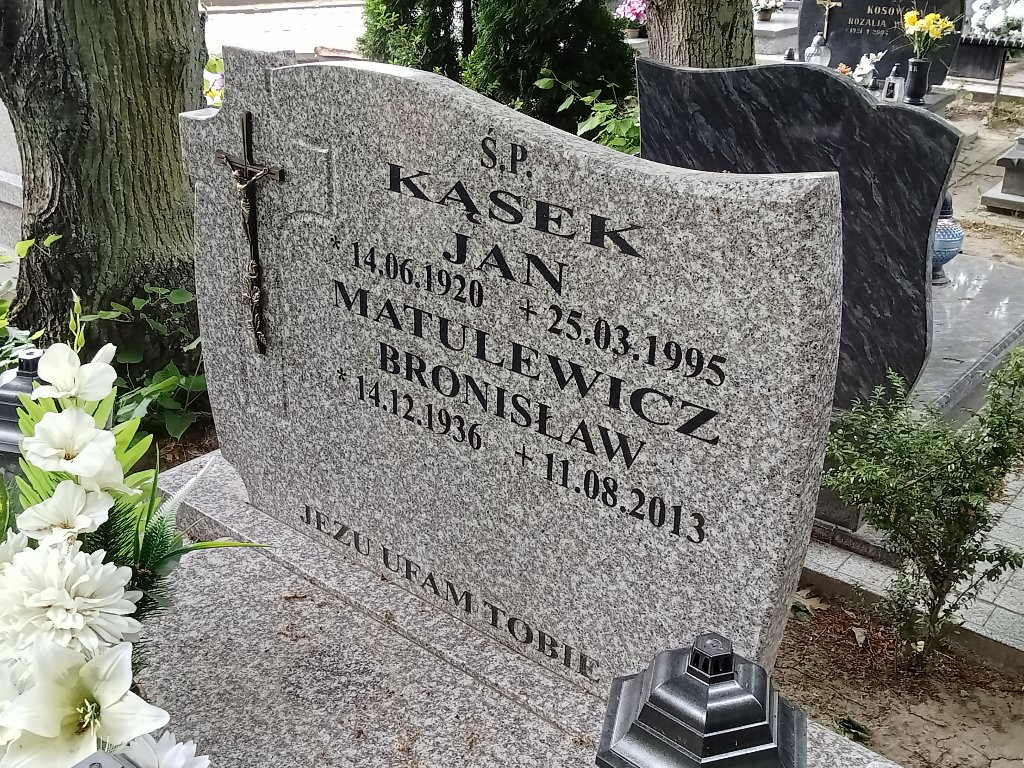 Ś.P.
KĄSEK
JAN
* 14.06.1920 + 25.03.1995
MATULEWICZ
BRONISŁAW
* 14.12.1936 + 11.08.2013
JEZU UFAM TOBIE
ROZALIA